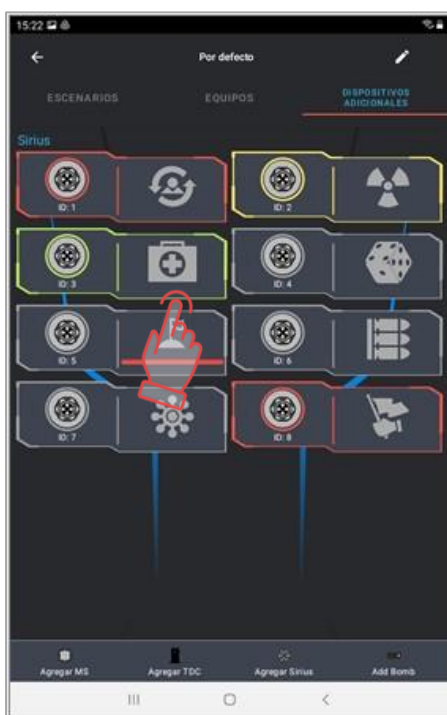 15:22
Por defecto
ESCENARIOS
EQUIPOS
DISPOSITIVOS
ADICIONALES
Sirius
ID: 1
ID: 2
ID: 3
ID: 4
ID: 5
ID: 6
ID: 7
ID: 8
Agregar MS
Agregar TDC
Agregar Sirius
Add Bomb